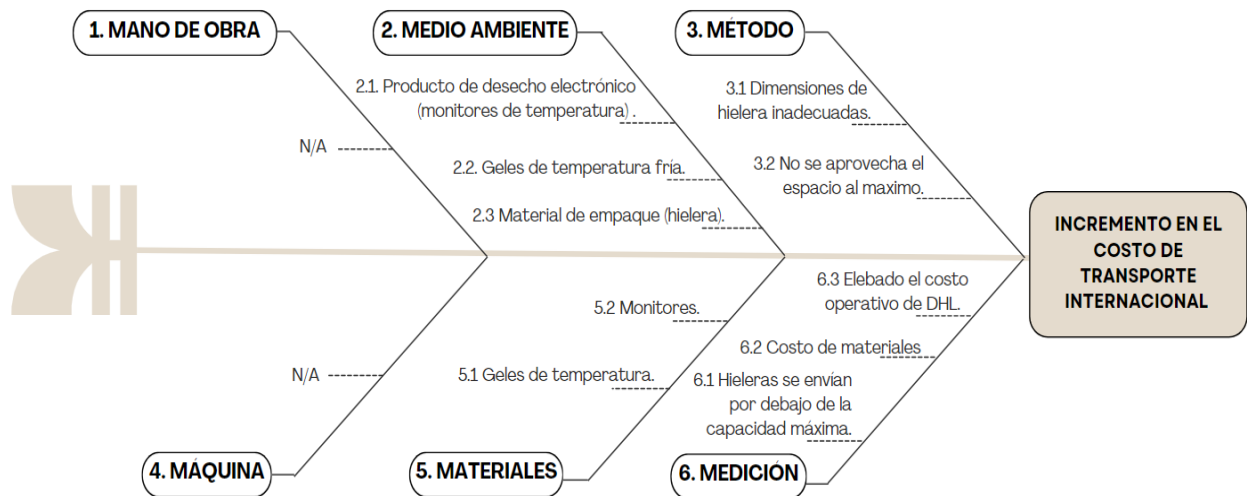 1. MANO DE OBRA
2. MEDIO AMBIENTE
3. MÉTODO
2.1. Producto de desecho electrónico
(monitores de temperatura) .
3.1 Dimensiones de
hielera inadecuadas.
N/A
2.2. Geles de temperatura fría.
3.2 No se aprovecha el
espacio al maximo.
2.3 Material de empaque (hielera).
INCREMENTO EN EL
COSTO DE
TRANSPORTE
INTERNACIONAL
6.3 Elebado el costo
operativo de DHL.
5.2 Monitores.
6.2 Costo de materiales
N/A
5.1 Geles de temperatura.
6.1 Hieleras se envían
por debajo de la
capacidad máxima.
4. MÁQUINA
5. MATERIALES
6. MEDICIÓN